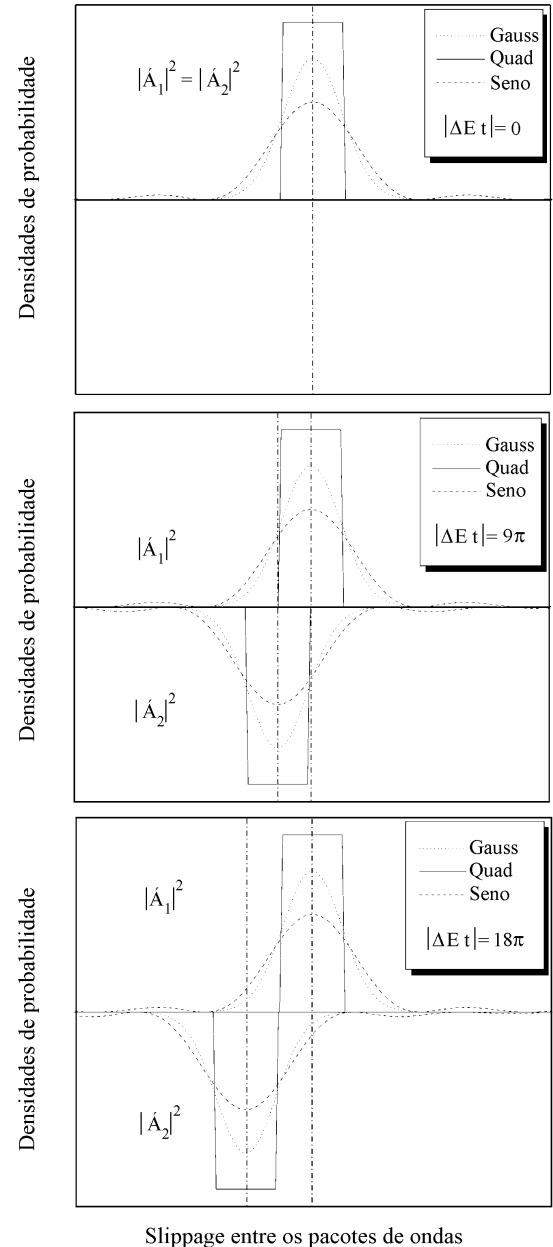 Densidades de probabilidade
|Á₁|² = |Á₂|²
Gauss
Quad
Seno
|ΔE t| = 0
Densidades de probabilidade
|Á₁|²
|Á₂|²
Gauss
Quad
Seno
|ΔE t| = 9π
Densidades de probabilidade
|Á₁|²
|Á₂|²
Gauss
Quad
Seno
|ΔE t| = 18π
Slippage entre os pacotes de ondas